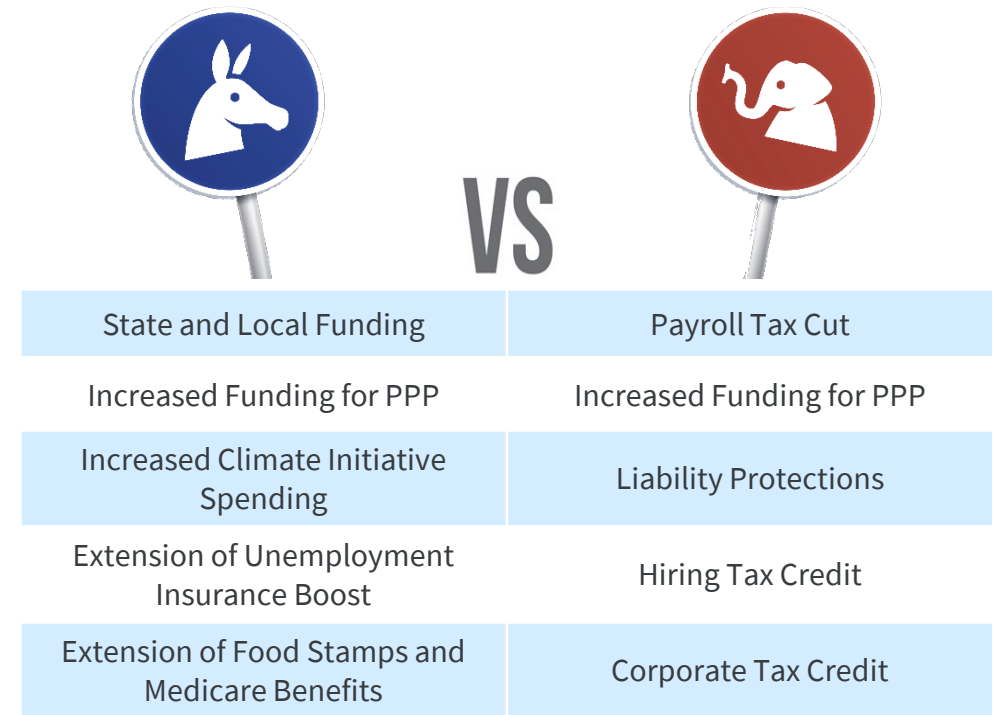 VS
State and Local Funding
Payroll Tax Cut
Increased Funding for PPP
Increased Funding for PPP
Increased Climate Initiative
Spending
Liability Protections
Extension of Unemployment
Insurance Boost
Hiring Tax Credit
Extension of Food Stamps and
Medicare Benefits
Corporate Tax Credit